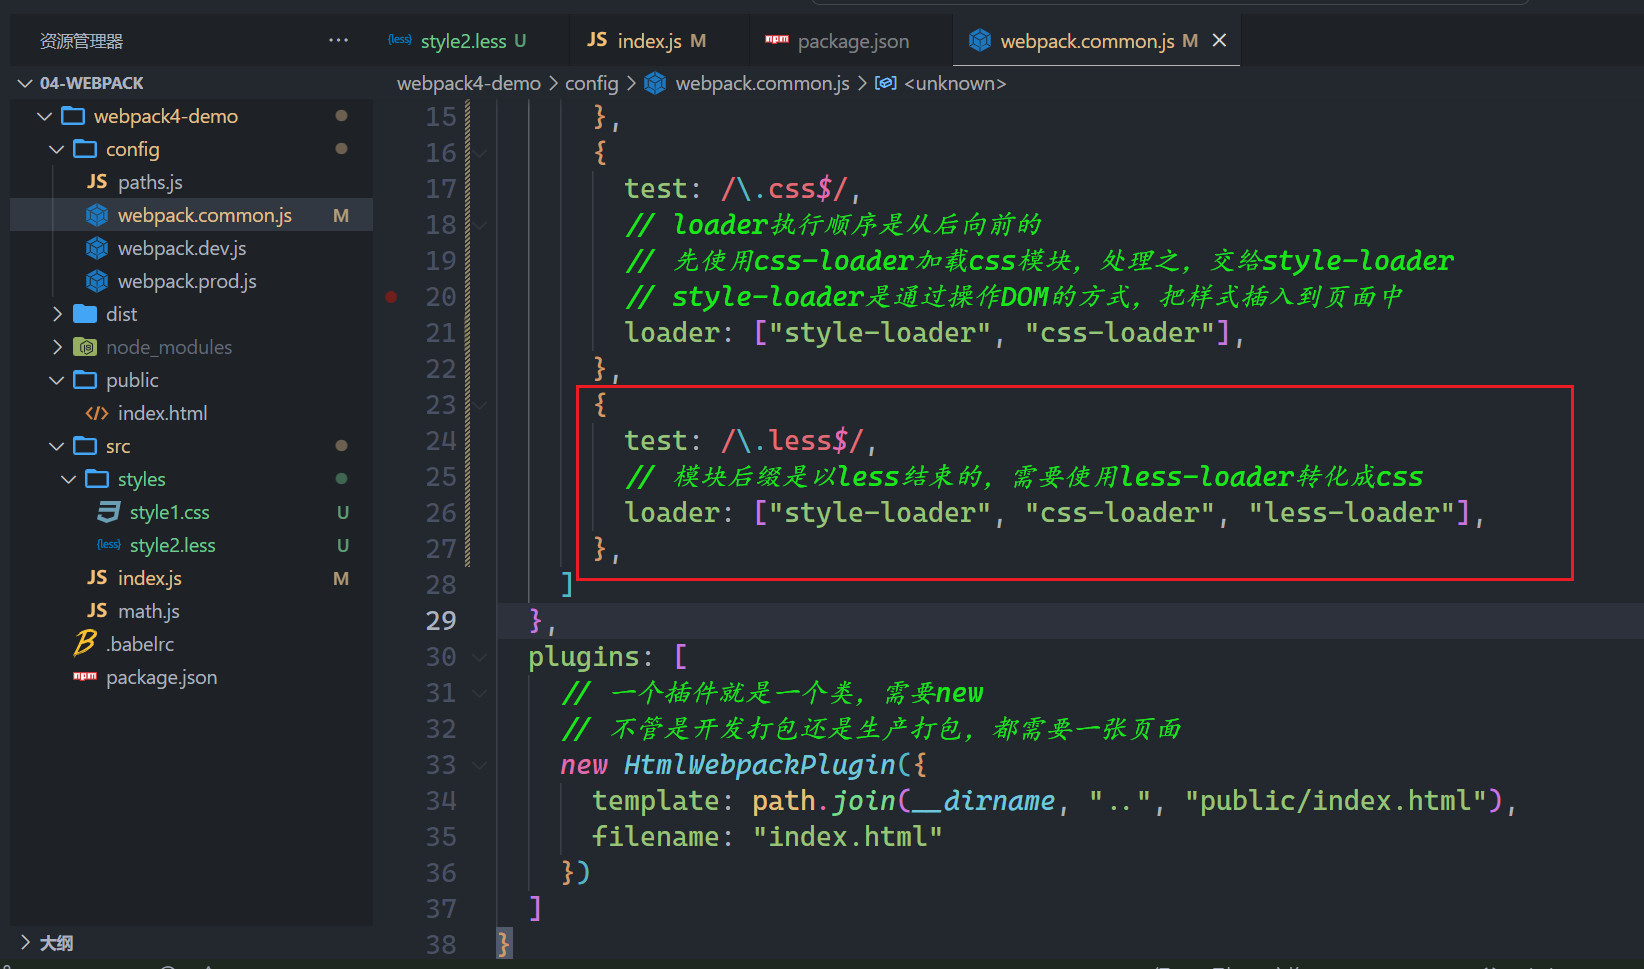 资源管理器
···
04-WEBPACK
webpack4-demo
config
JS paths.js
webpack.common.js M
webpack.dev.js
webpack.prod.js
dist
node_modules
public
index.html
src
styles
style1.css U
{less} style2.less U
JS index.js M
JS math.js
.babelrc
npm package.json
大纲
{less} style2.less U
JS index.js M
npm package.json
webpack.common.js M
webpack4-demo > config > webpack.common.js > <unknown>
15 },
16 {
17 test: /\.css$/,
18 // loader执行顺序是从后向前的
19 // 先使用css-loader加载css模块，处理之，交给style-loader
20 // style-loader是通过操作DOM的方式，把样式插入到页面中
21 loader: ["style-loader", "css-loader"],
22 },
23 {
24 test: /\.less$/,
25 // 模块后缀是以less结束的，需要使用less-loader转化成css
26 loader: ["style-loader", "css-loader", "less-loader"],
27 },
28 ]
29 },
30 plugins: [
31 // 一个插件就是一个类，需要new
32 // 不管是开发打包还是生产打包，都需要一张页面
33 new HtmlWebpackPlugin({
34 template: path.join(__dirname, "..", "public/index.html"),
35 filename: "index.html"
36 })
37 ]
38 }